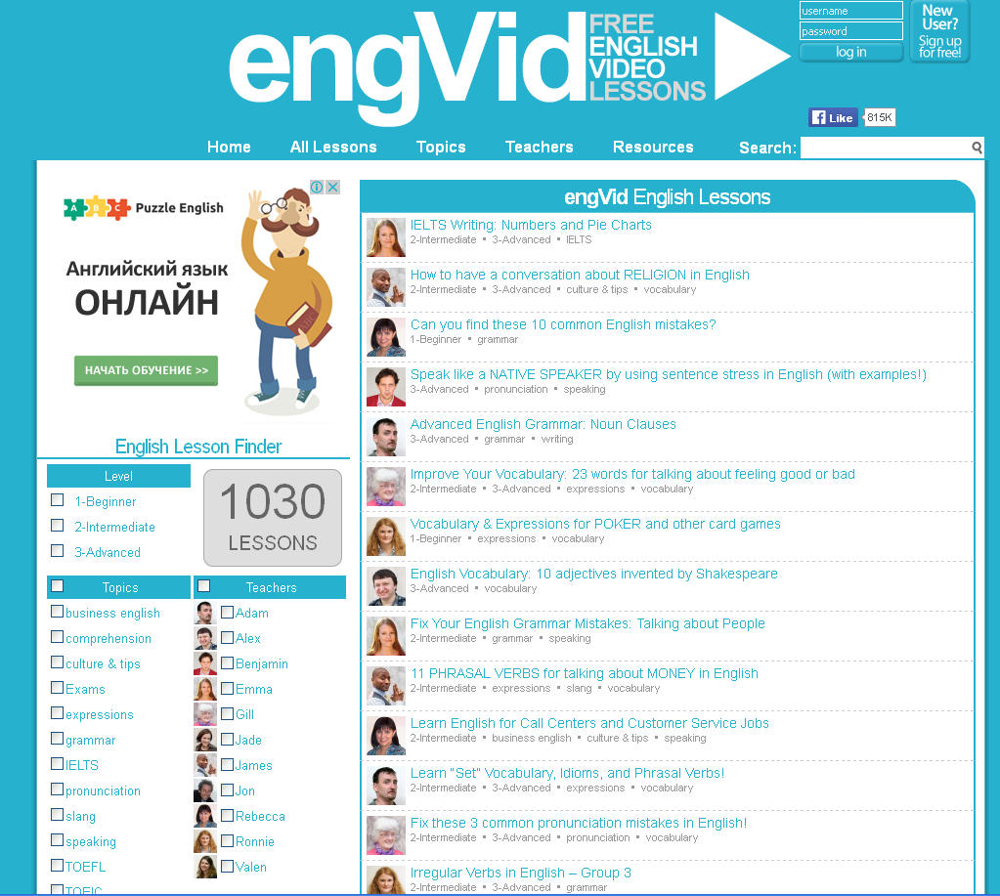 engVid
FREE
ENGLISH
VIDEO
LESSONS
username
password
log in
New
User?
Sign up
for free!
Like
815K
Home
All Lessons
Topics
Teachers
Resources
Search:
ABC Puzzle English
Английский язык
ОНЛАЙН
НАЧАТЬ ОБУЧЕНИЕ >>
English Lesson Finder
Level
1-Beginner
2-Intermediate
3-Advanced
1030
LESSONS
Topics
business english
comprehension
culture & tips
Exams
expressions
grammar
IELTS
pronunciation
slang
speaking
TOEFL
TOEIC
Teachers
Adam
Alex
Benjamin
Emma
Gill
Jade
James
Jon
Rebecca
Ronnie
Valen
engVid English Lessons
IELTS Writing: Numbers and Pie Charts
2-Intermediate • 3-Advanced • IELTS
How to have a conversation about RELIGION in English
2-Intermediate • 3-Advanced • culture & tips • vocabulary
Can you find these 10 common English mistakes?
1-Beginner • grammar
Speak like a NATIVE SPEAKER by using sentence stress in English (with examples!)
3-Advanced • pronunciation • speaking
Advanced English Grammar: Noun Clauses
3-Advanced • grammar • writing
Improve Your Vocabulary: 23 words for talking about feeling good or bad
2-Intermediate • 3-Advanced • expressions • vocabulary
Vocabulary & Expressions for POKER and other card games
1-Beginner • expressions • vocabulary
English Vocabulary: 10 adjectives invented by Shakespeare
3-Advanced • vocabulary
Fix Your English Grammar Mistakes: Talking about People
2-Intermediate • grammar • speaking
11 PHRASAL VERBS for talking about MONEY in English
2-Intermediate • expressions • slang • vocabulary
Learn English for Call Centers and Customer Service Jobs
2-Intermediate • business english • culture & tips • speaking
Learn "Set" Vocabulary, Idioms, and Phrasal Verbs!
2-Intermediate • 3-Advanced • expressions • vocabulary
Fix these 3 common pronunciation mistakes in English!
2-Intermediate • 3-Advanced • pronunciation • vocabulary
Irregular Verbs in English – Group 3
2-Intermediate • 3-Advanced • grammar